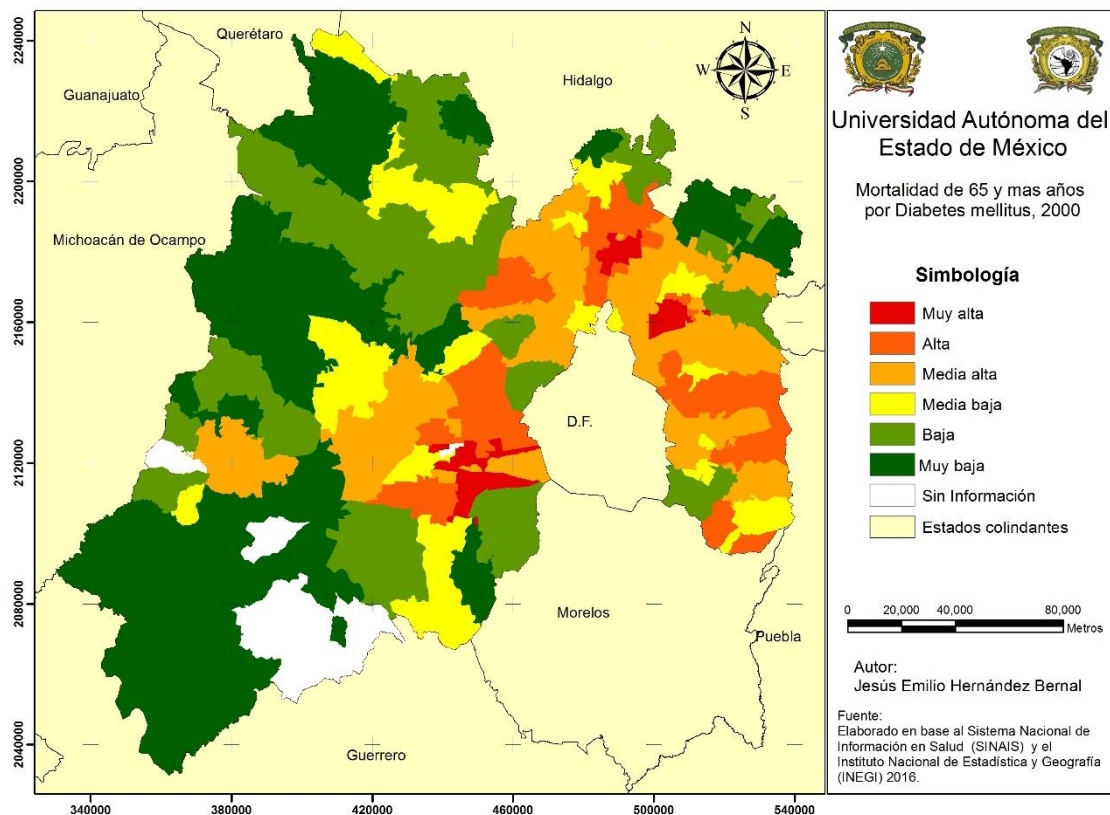 2240000
2200000
2160000
2120000
2080000
2040000
340000
380000
420000
460000
500000
540000
Querétaro
Guanajuato
Hidalgo
Michoacán de Ocampo
D.F.
Morelos
Puebla
Guerrero
N
W
E
S
Universidad Autónoma del
Estado de México
Mortalidad de 65 y mas años
por Diabetes mellitus, 2000
Simbología
Muy alta
Alta
Media alta
Media baja
Baja
Muy baja
Sin Información
Estados colindantes
0 20,000 40,000 80,000
Metros
Autor:
Jesús Emilio Hernández Bernal
Fuente:
Elaborado en base al Sistema Nacional de
Información en Salud (SINAIS) y el
Instituto Nacional de Estadística y Geografía
(INEGI) 2016.